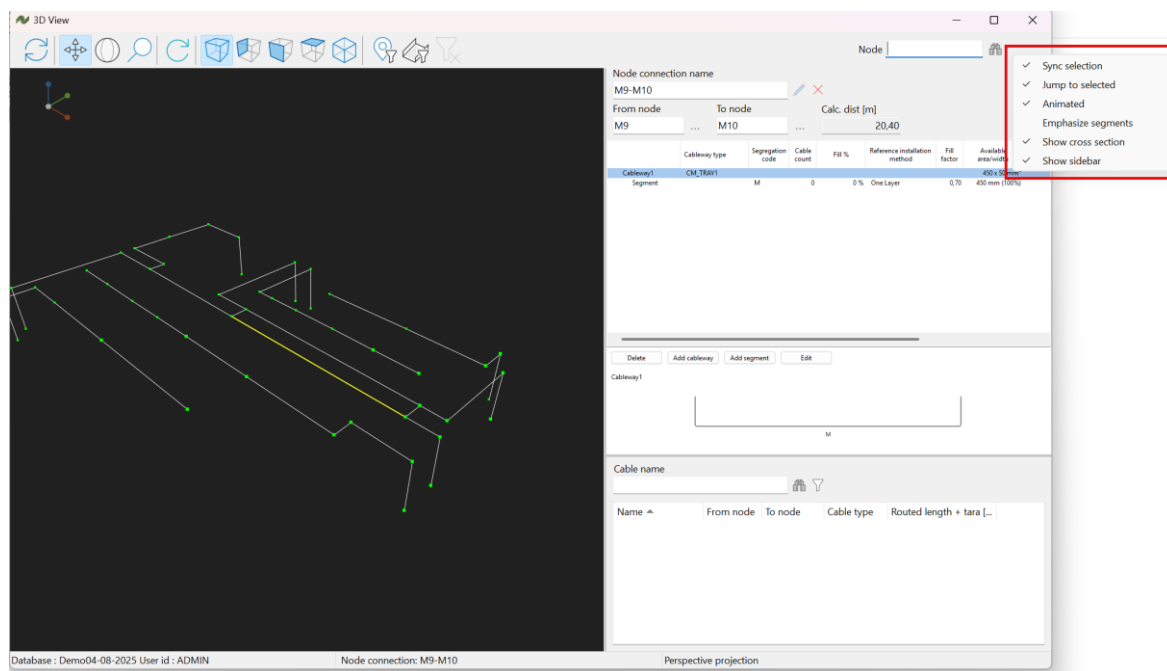 3D View
Node
Sync selection
Jump to selected
Animated
Emphasize segments
Show cross section
Show sidebar
Node connection name
M9-M10
From node To node Calc. dist [m]
M9 ... M10 ... 20,40
Cableway type Segregation code Cable count Fill % Reference installation method Fill factor Available area/width
Cableway1 CM_TRAY1 450 x 50 mm²
Segment M 0 0 % One Layer 0,70 450 mm (100%)
Delete Add cableway Add segment Edit
Cableway1
M
Cable name
Name From node To node Cable type Routed length + tara [...
Database : Demo04-08-2025 User id : ADMIN Node connection: M9-M10 Perspective projection